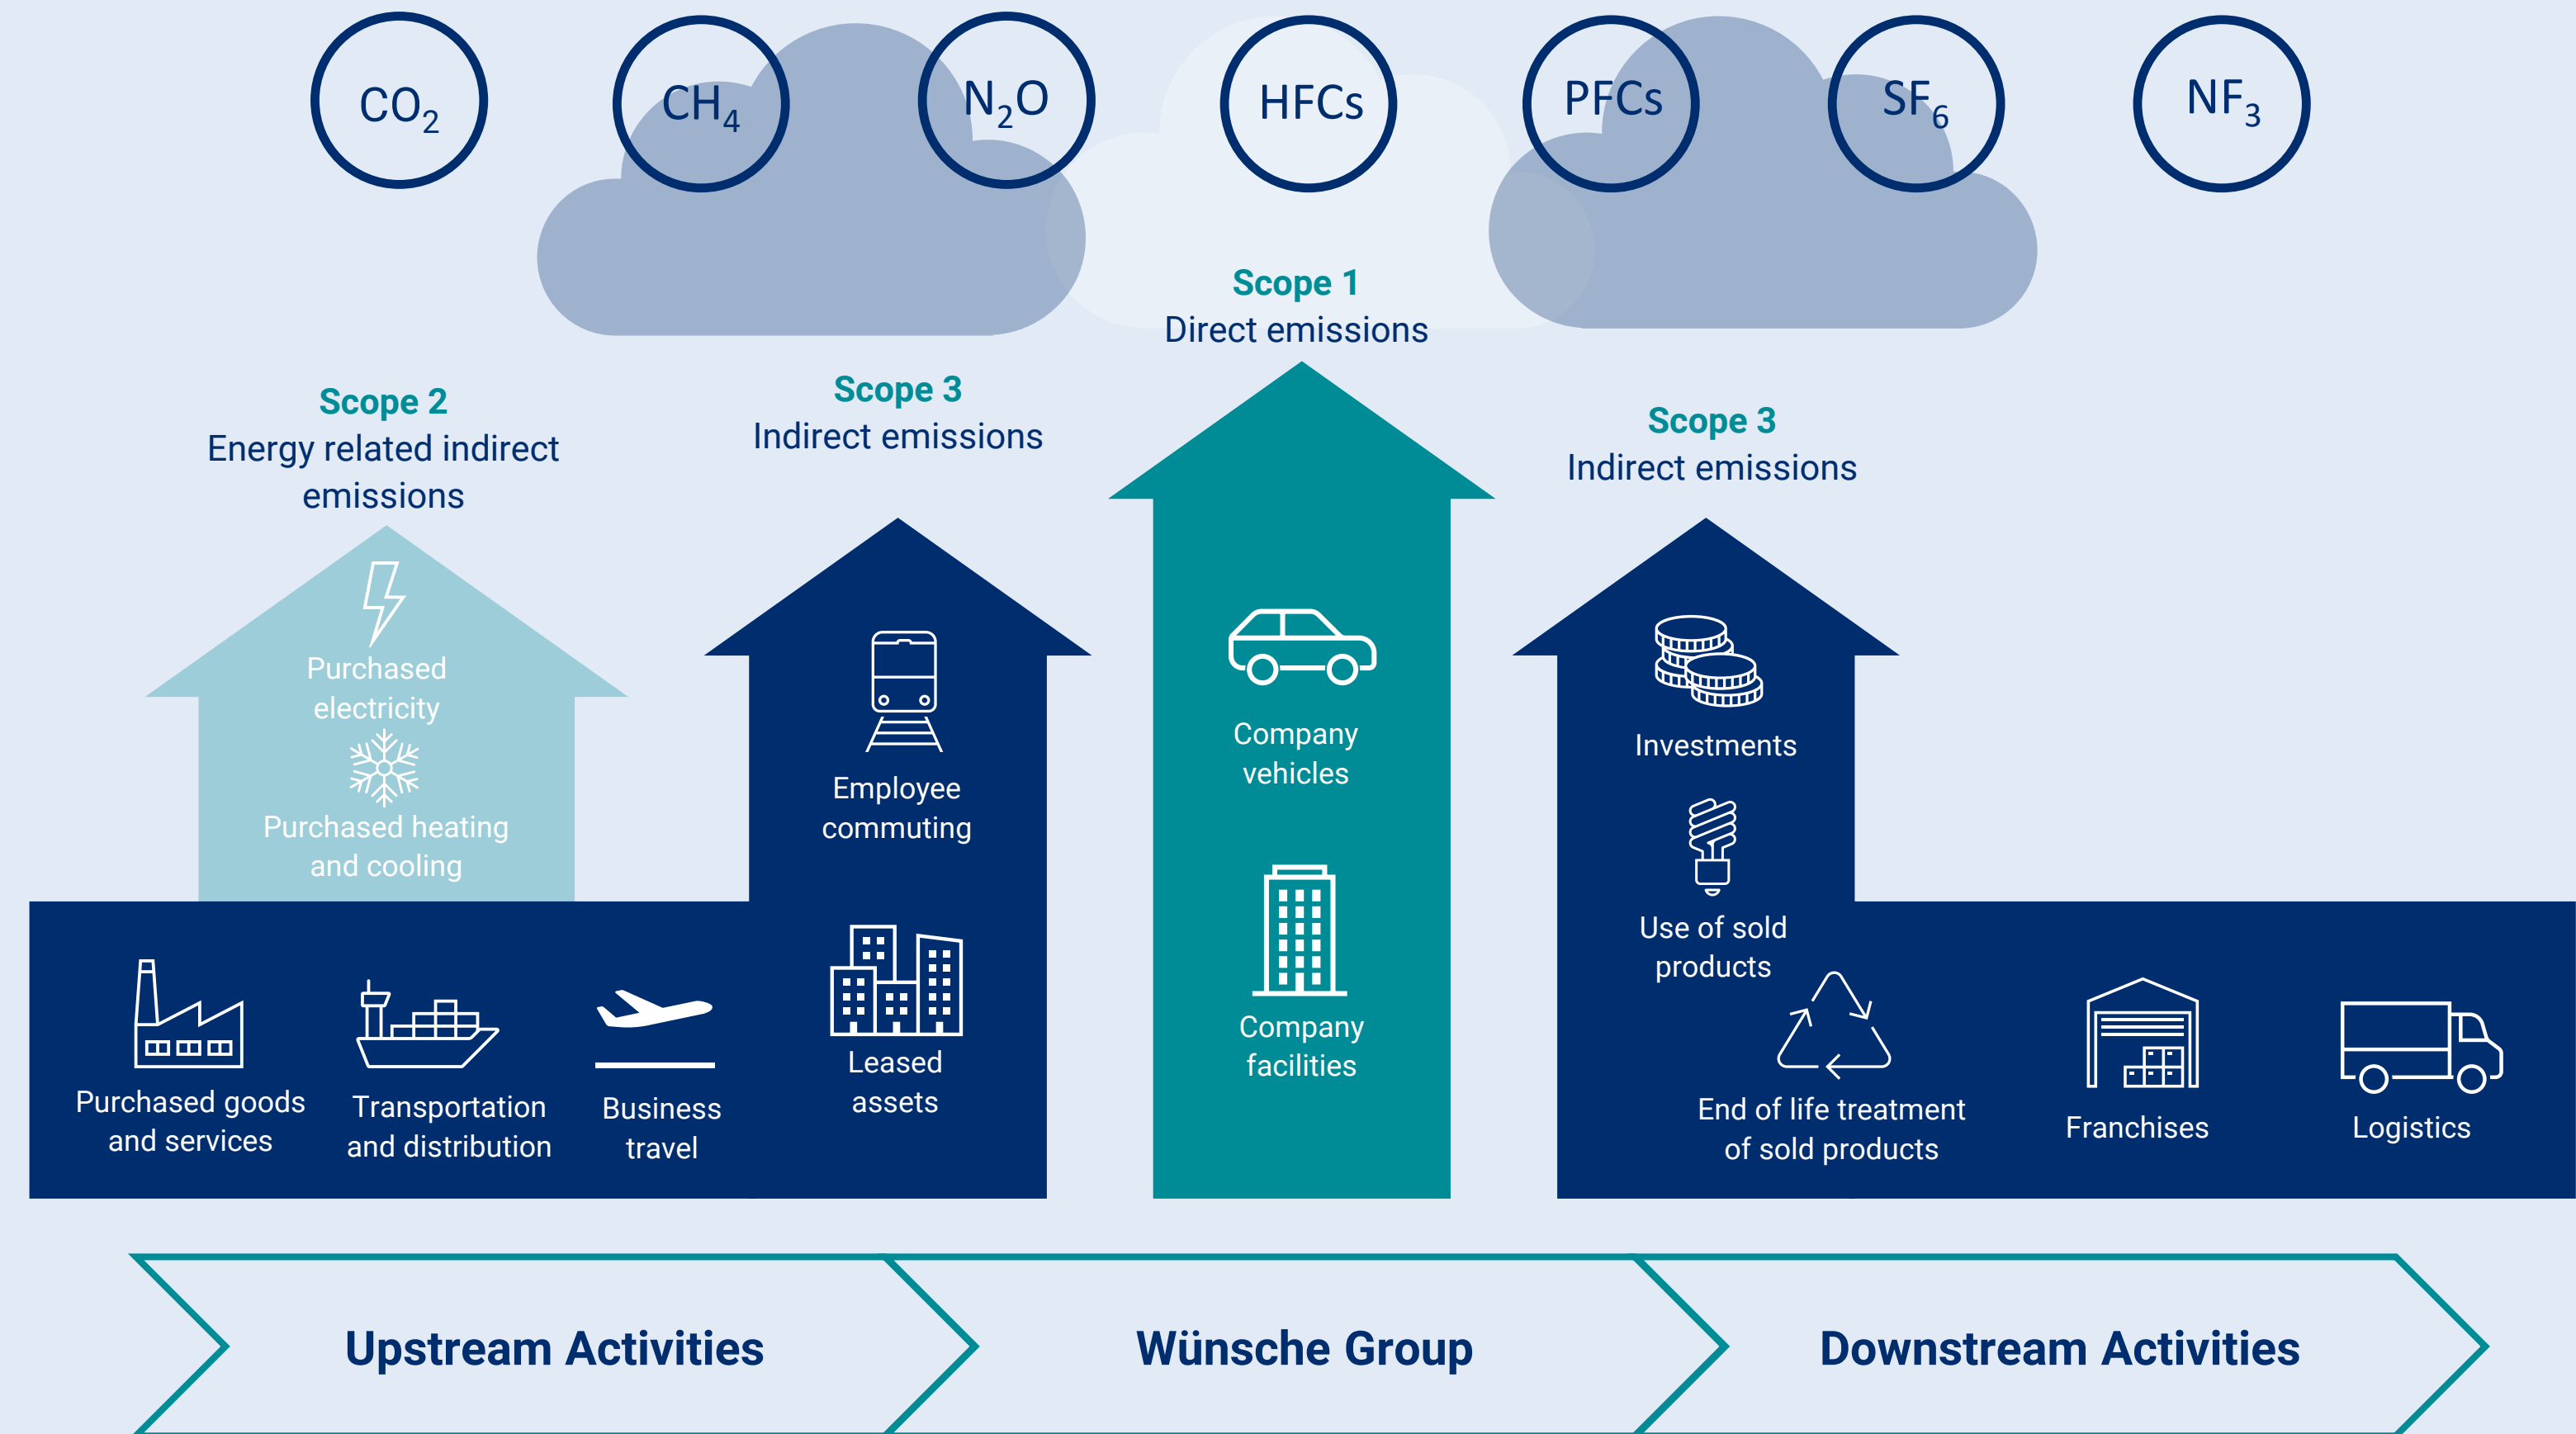 CO₂
CH₄
N₂O
HFCs
PFCs
SF₆
NF₃
Scope 1
Direct emissions
Scope 2
Energy related indirect
emissions
Scope 3
Indirect emissions
Scope 3
Indirect emissions
Purchased
electricity
Purchased heating
and cooling
Employee
commuting
Leased
assets
Purchased goods
and services
Transportation
and distribution
Business
travel
Company
vehicles
Company
facilities
Investments
Use of sold
products
End of life treatment
of sold products
Franchises
Logistics
Upstream Activities
Wünsche Group
Downstream Activities